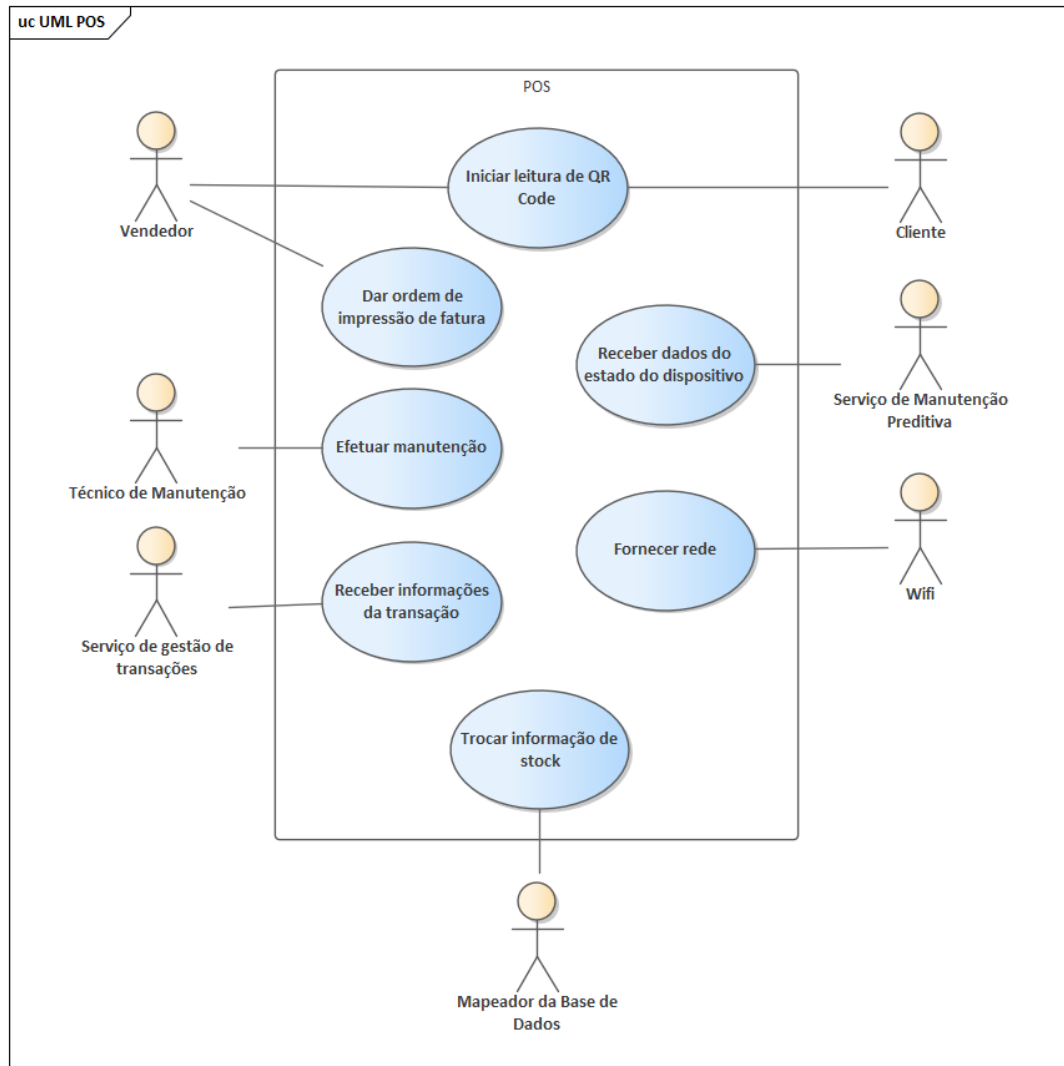 uc UML POS
POS
Iniciar leitura de QR
Code
Vendedor
Cliente
Dar ordem de
impressão de fatura
Receber dados do
estado do dispositivo
Serviço de Manutenção
Preditiva
Efetuar manutenção
Técnico de Manutenção
Fornecer rede
Wifi
Receber informações
da transação
Serviço de gestão de
transações
Trocar informação de
stock
Mapeador da Base de
Dados